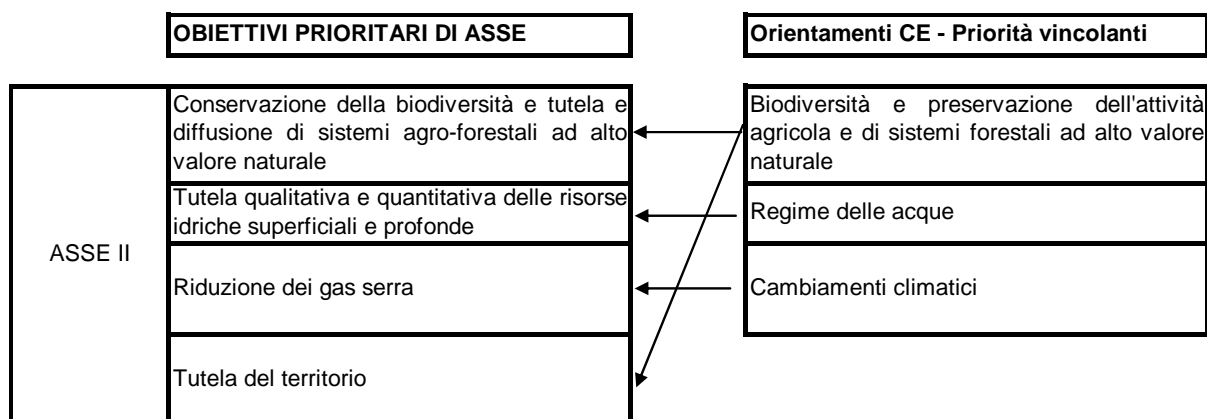 OBIETTIVI PRIORITARI DI ASSE
Orientamenti CE - Priorità vincolanti
ASSE II
Conservazione della biodiversità e tutela e
diffusione di sistemi agro-forestali ad alto
valore naturale
Biodiversità e preservazione dell'attività
agricola e di sistemi forestali ad alto valore
naturale
Tutela qualitativa e quantitativa delle risorse
idriche superficiali e profonde
Regime delle acque
Riduzione dei gas serra
Cambiamenti climatici
Tutela del territorio